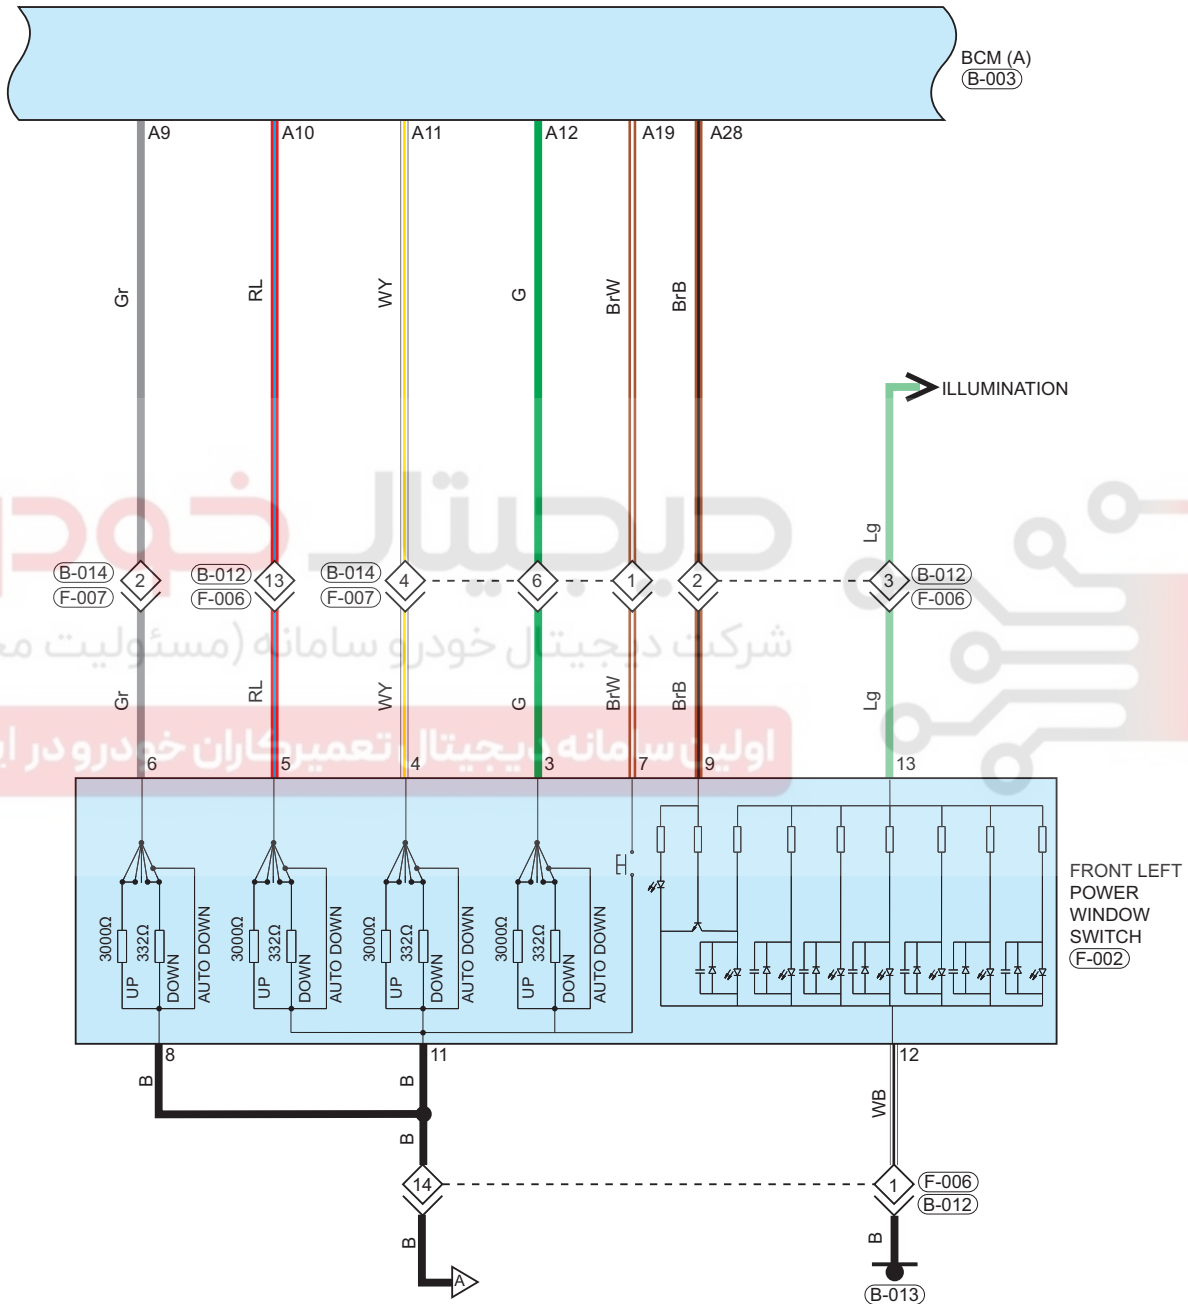 BCM (A)
B-003
A9 A10 A11 A12 A19 A28
Gr RL WY G BrW BrB
ILLUMINATION
Lg
دیجیتال خودرو
B-014 2 B-012 13 B-014 4 6 1 2 3 B-012
F-007 F-006 F-007 F-006
شرکت دیجیتال خودرو سامانه (مسئولیت
Gr RL WY G BrW BrB Lg
اولین سامانه دیجیتال تعمیرکاران خودرو در
6 5 4 3 7 9 13
3000Ω 332Ω 3000Ω 332Ω 3000Ω 332Ω 3000Ω 332Ω
UP DOWN AUTO DOWN UP DOWN AUTO DOWN UP DOWN AUTO DOWN UP DOWN AUTO DOWN
FRONT LEFT
POWER
WINDOW
SWITCH
F-002
8 11 12
B B WB
B
14 1 F-006
B-012
B B
A
B-013